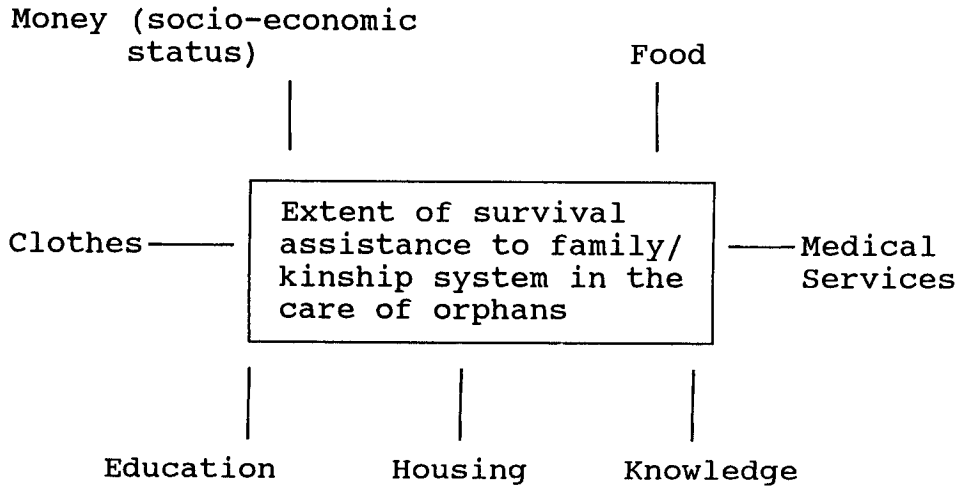 Money (socio-economic
status)
Food
Extent of survival
assistance to family/
kinship system in the
care of orphans
Clothes
Medical
Services
Education
Housing
Knowledge